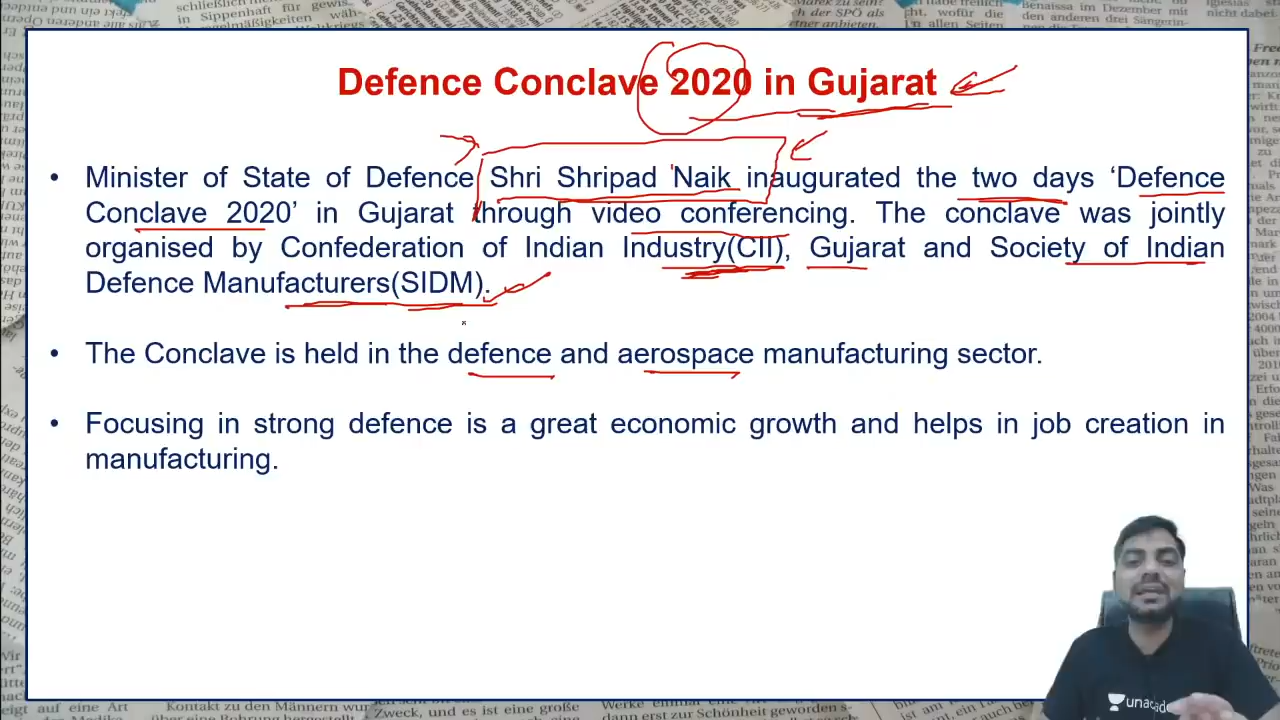 Defence Conclave 2020 in Gujarat
• Minister of State of Defence Shri Shripad Naik inaugurated the two days ‘Defence
Conclave 2020’ in Gujarat through video conferencing. The conclave was jointly
organised by Confederation of Indian Industry(CII), Gujarat and Society of Indian
Defence Manufacturers(SIDM).
• The Conclave is held in the defence and aerospace manufacturing sector.
• Focusing in strong defence is a great economic growth and helps in job creation in
manufacturing.
unacade